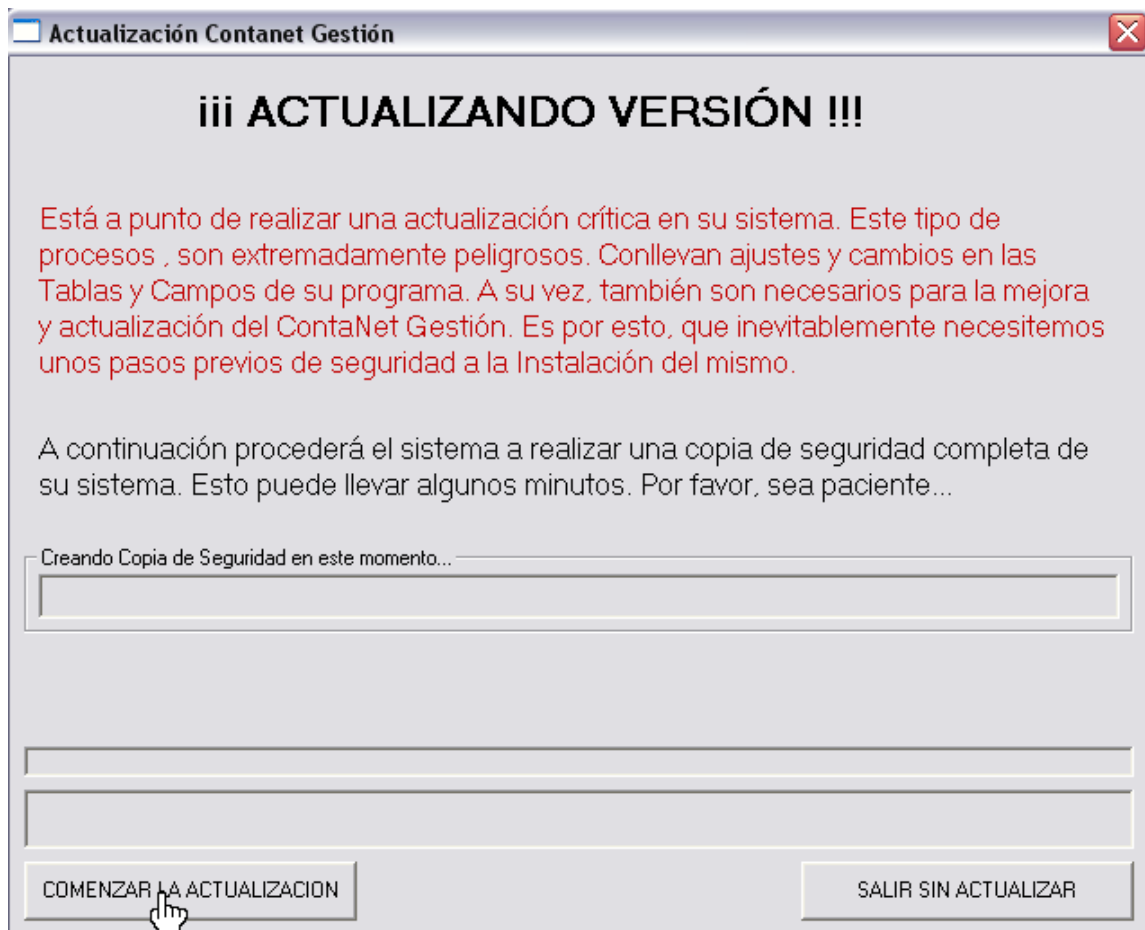 Actualización Contanet Gestión
¡¡¡ ACTUALIZANDO VERSIÓN !!!
Está a punto de realizar una actualización crítica en su sistema. Este tipo de
procesos , son extremadamente peligrosos. Conllevan ajustes y cambios en las
Tablas y Campos de su programa. A su vez, también son necesarios para la mejora
y actualización del ContaNet Gestión. Es por esto, que inevitablemente necesitemos
unos pasos previos de seguridad a la Instalación del mismo.
A continuación procederá el sistema a realizar una copia de seguridad completa de
su sistema. Esto puede llevar algunos minutos. Por favor, sea paciente...
Creando Copia de Seguridad en este momento...
COMENZAR LA ACTUALIZACION
SALIR SIN ACTUALIZAR